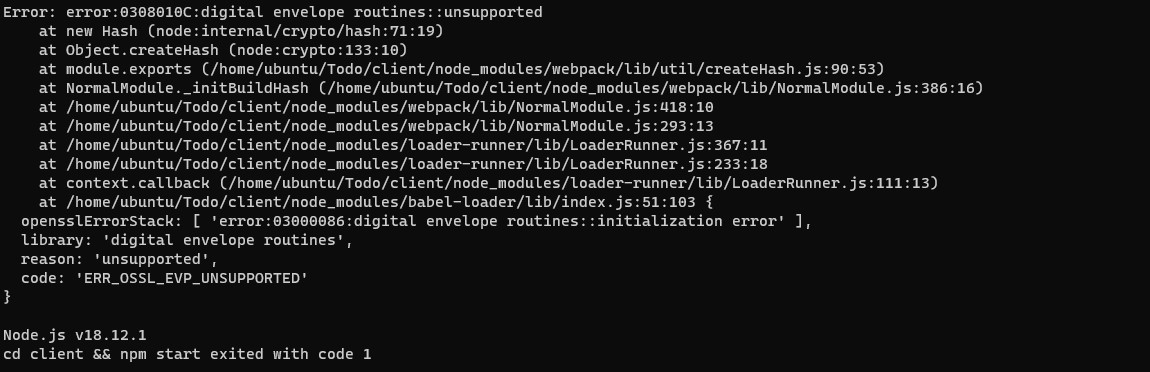 Error: error:0308010C:digital envelope routines::unsupported
    at new Hash (node:internal/crypto/hash:71:19)
    at Object.createHash (node:crypto:133:10)
    at module.exports (/home/ubuntu/Todo/client/node_modules/webpack/lib/util/createHash.js:90:53)
    at NormalModule._initBuildHash (/home/ubuntu/Todo/client/node_modules/webpack/lib/NormalModule.js:386:16)
    at /home/ubuntu/Todo/client/node_modules/webpack/lib/NormalModule.js:418:10
    at /home/ubuntu/Todo/client/node_modules/webpack/lib/NormalModule.js:293:13
    at /home/ubuntu/Todo/client/node_modules/loader-runner/lib/LoaderRunner.js:367:11
    at /home/ubuntu/Todo/client/node_modules/loader-runner/lib/LoaderRunner.js:233:18
    at context.callback (/home/ubuntu/Todo/client/node_modules/loader-runner/lib/LoaderRunner.js:111:13)
    at /home/ubuntu/Todo/client/node_modules/babel-loader/lib/index.js:51:103 {
  opensslErrorStack: [ 'error:03000086:digital envelope routines::initialization error' ],
  library: 'digital envelope routines',
  reason: 'unsupported',
  code: 'ERR_OSSL_EVP_UNSUPPORTED'
}

Node.js v18.12.1
cd client && npm start exited with code 1